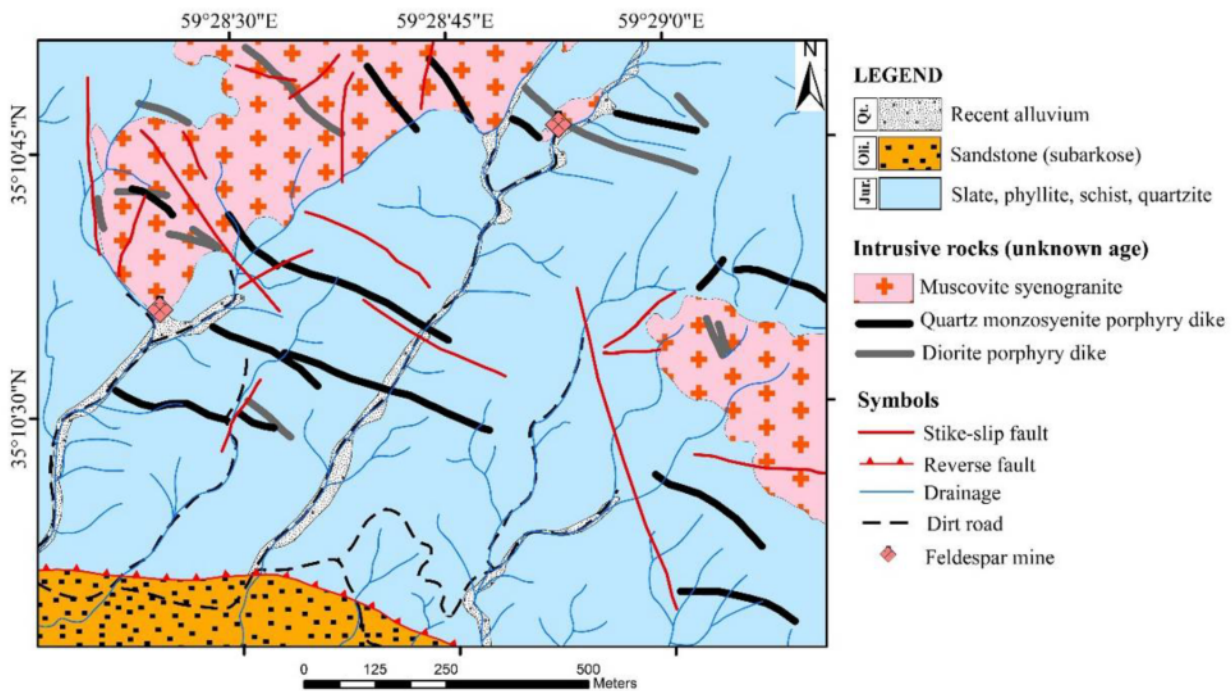 59°28'30"E
59°28'45"E
59°29'0"E
N
35°10'45"N
35°10'30"N
0 125 250 500
Meters
LEGEND
Qt. Recent alluvium
Oli. Sandstone (subarkose)
Jur. Slate, phyllite, schist, quartzite
Intrusive rocks (unknown age)
Muscovite syenogranite
Quartz monzosyenite porphyry dike
Diorite porphyry dike
Symbols
Stike-slip fault
Reverse fault
Drainage
Dirt road
Feldespar mine